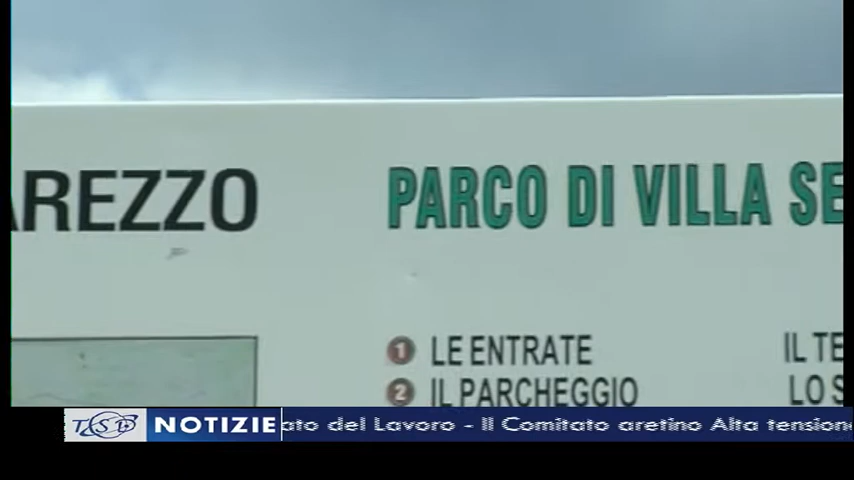 AREZZO
PARCO DI VILLA SE
1 LE ENTRATE
IL TE
2 IL PARCHEGGIO
LO S
TSD NOTIZIE ato del Lavoro - Il Comitato aretino Alta tensione